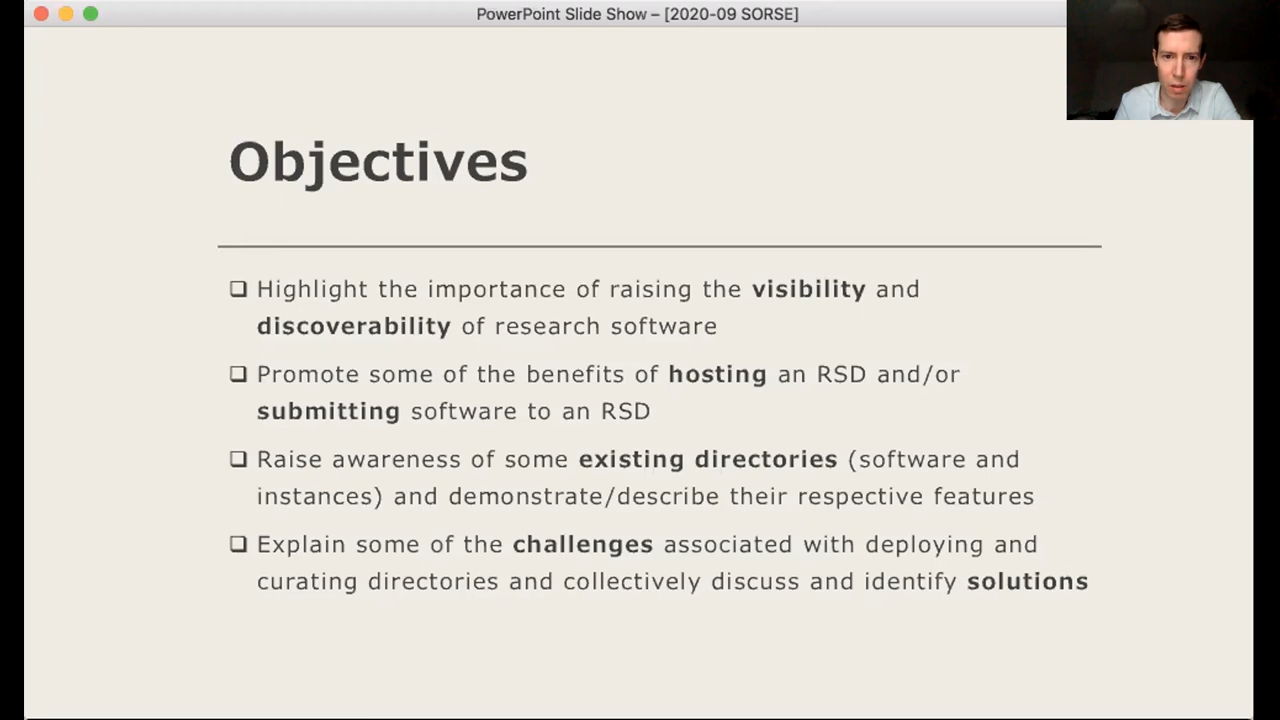 PowerPoint Slide Show – [2020-09 SORSE]
Objectives
❑ Highlight the importance of raising the visibility and
discoverability of research software
❑ Promote some of the benefits of hosting an RSD and/or
submitting software to an RSD
❑ Raise awareness of some existing directories (software and
instances) and demonstrate/describe their respective features
❑ Explain some of the challenges associated with deploying and
curating directories and collectively discuss and identify solutions